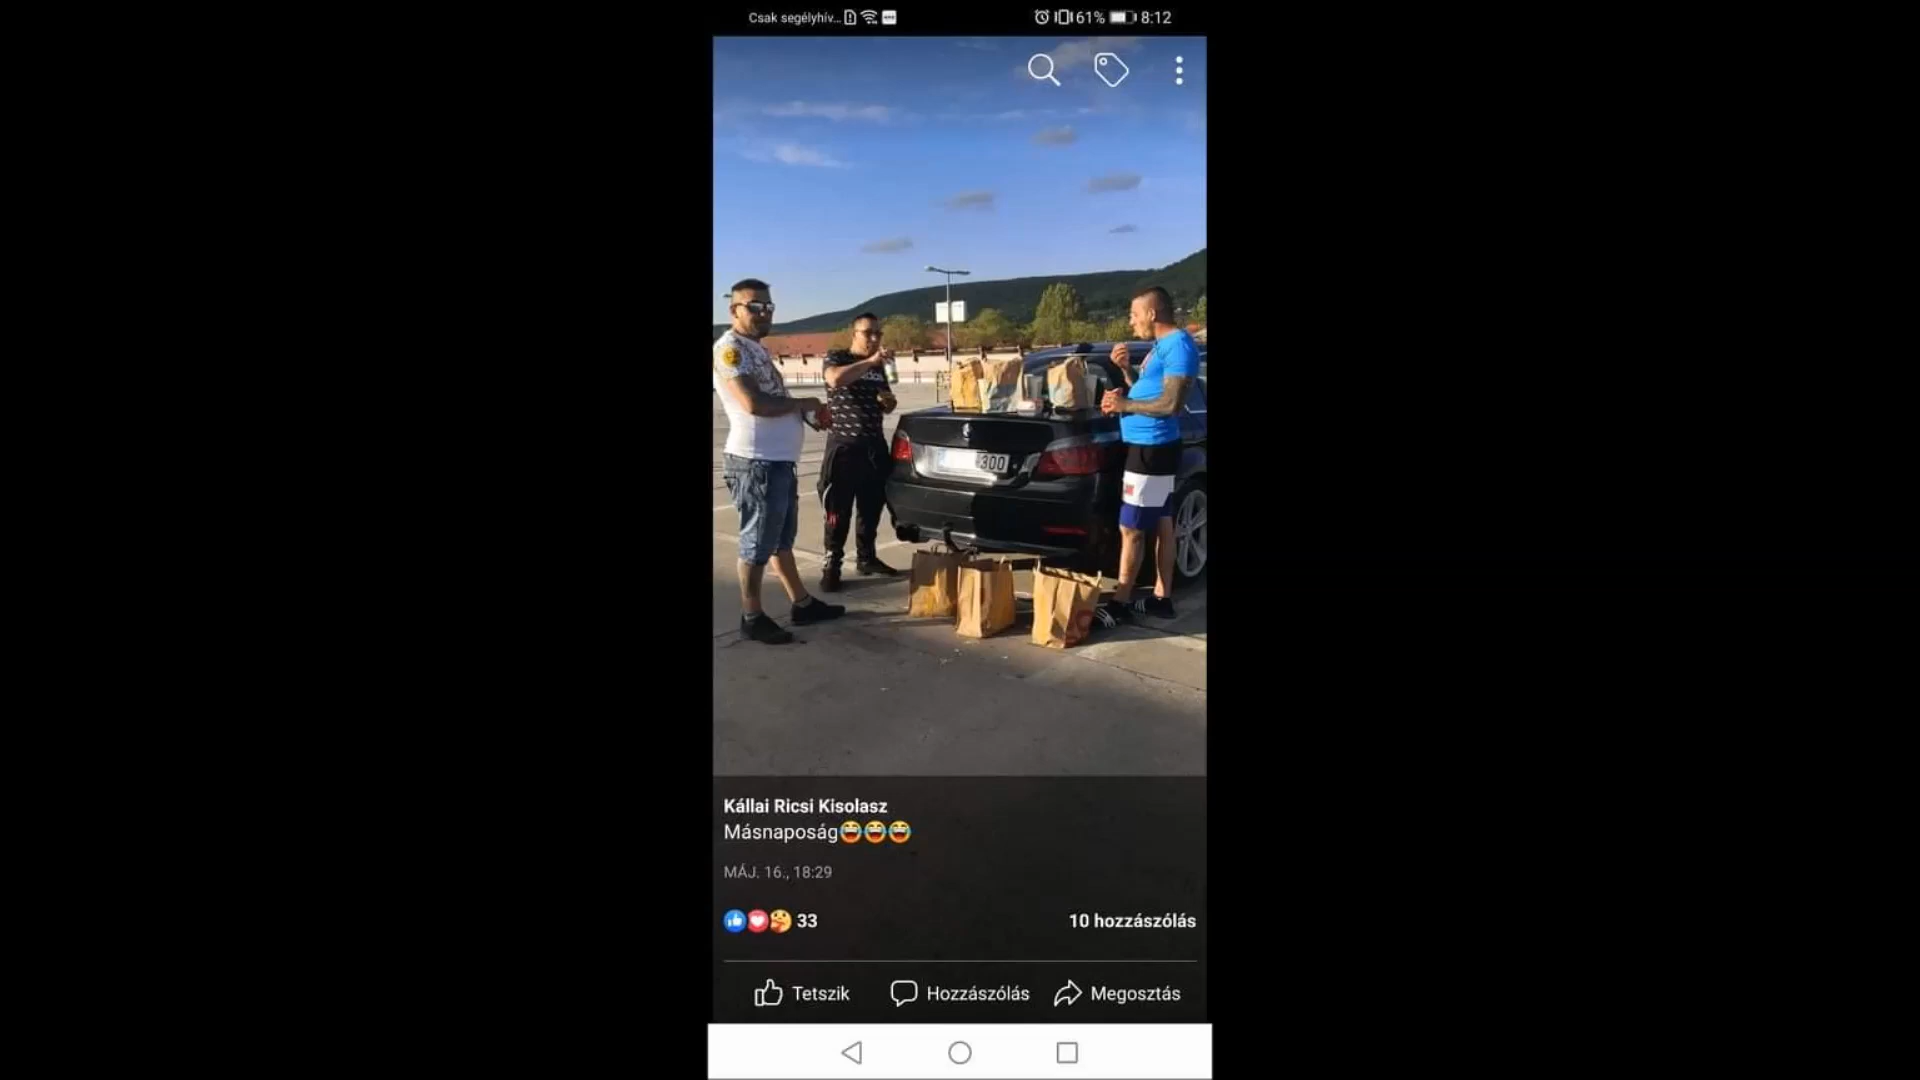 Csak segélyhív...
61%
8:12
adidas
300
Kállai Ricsi Kisolasz
Másnaposág😂😂😂
MÁJ. 16., 18:29
33
10 hozzászólás
Tetszik
Hozzászólás
Megosztás